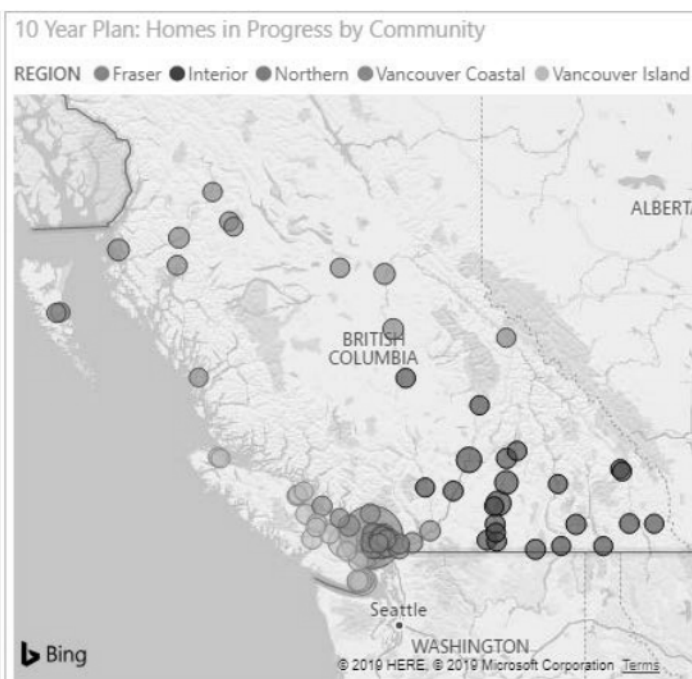 10 Year Plan: Homes in Progress by Community
REGION Fraser Interior Northern Vancouver Coastal Vancouver Island
ALBERTA
BRITISH
COLUMBIA
Seattle
WASHINGTON
Bing
© 2019 HERE, © 2019 Microsoft Corporation Terms